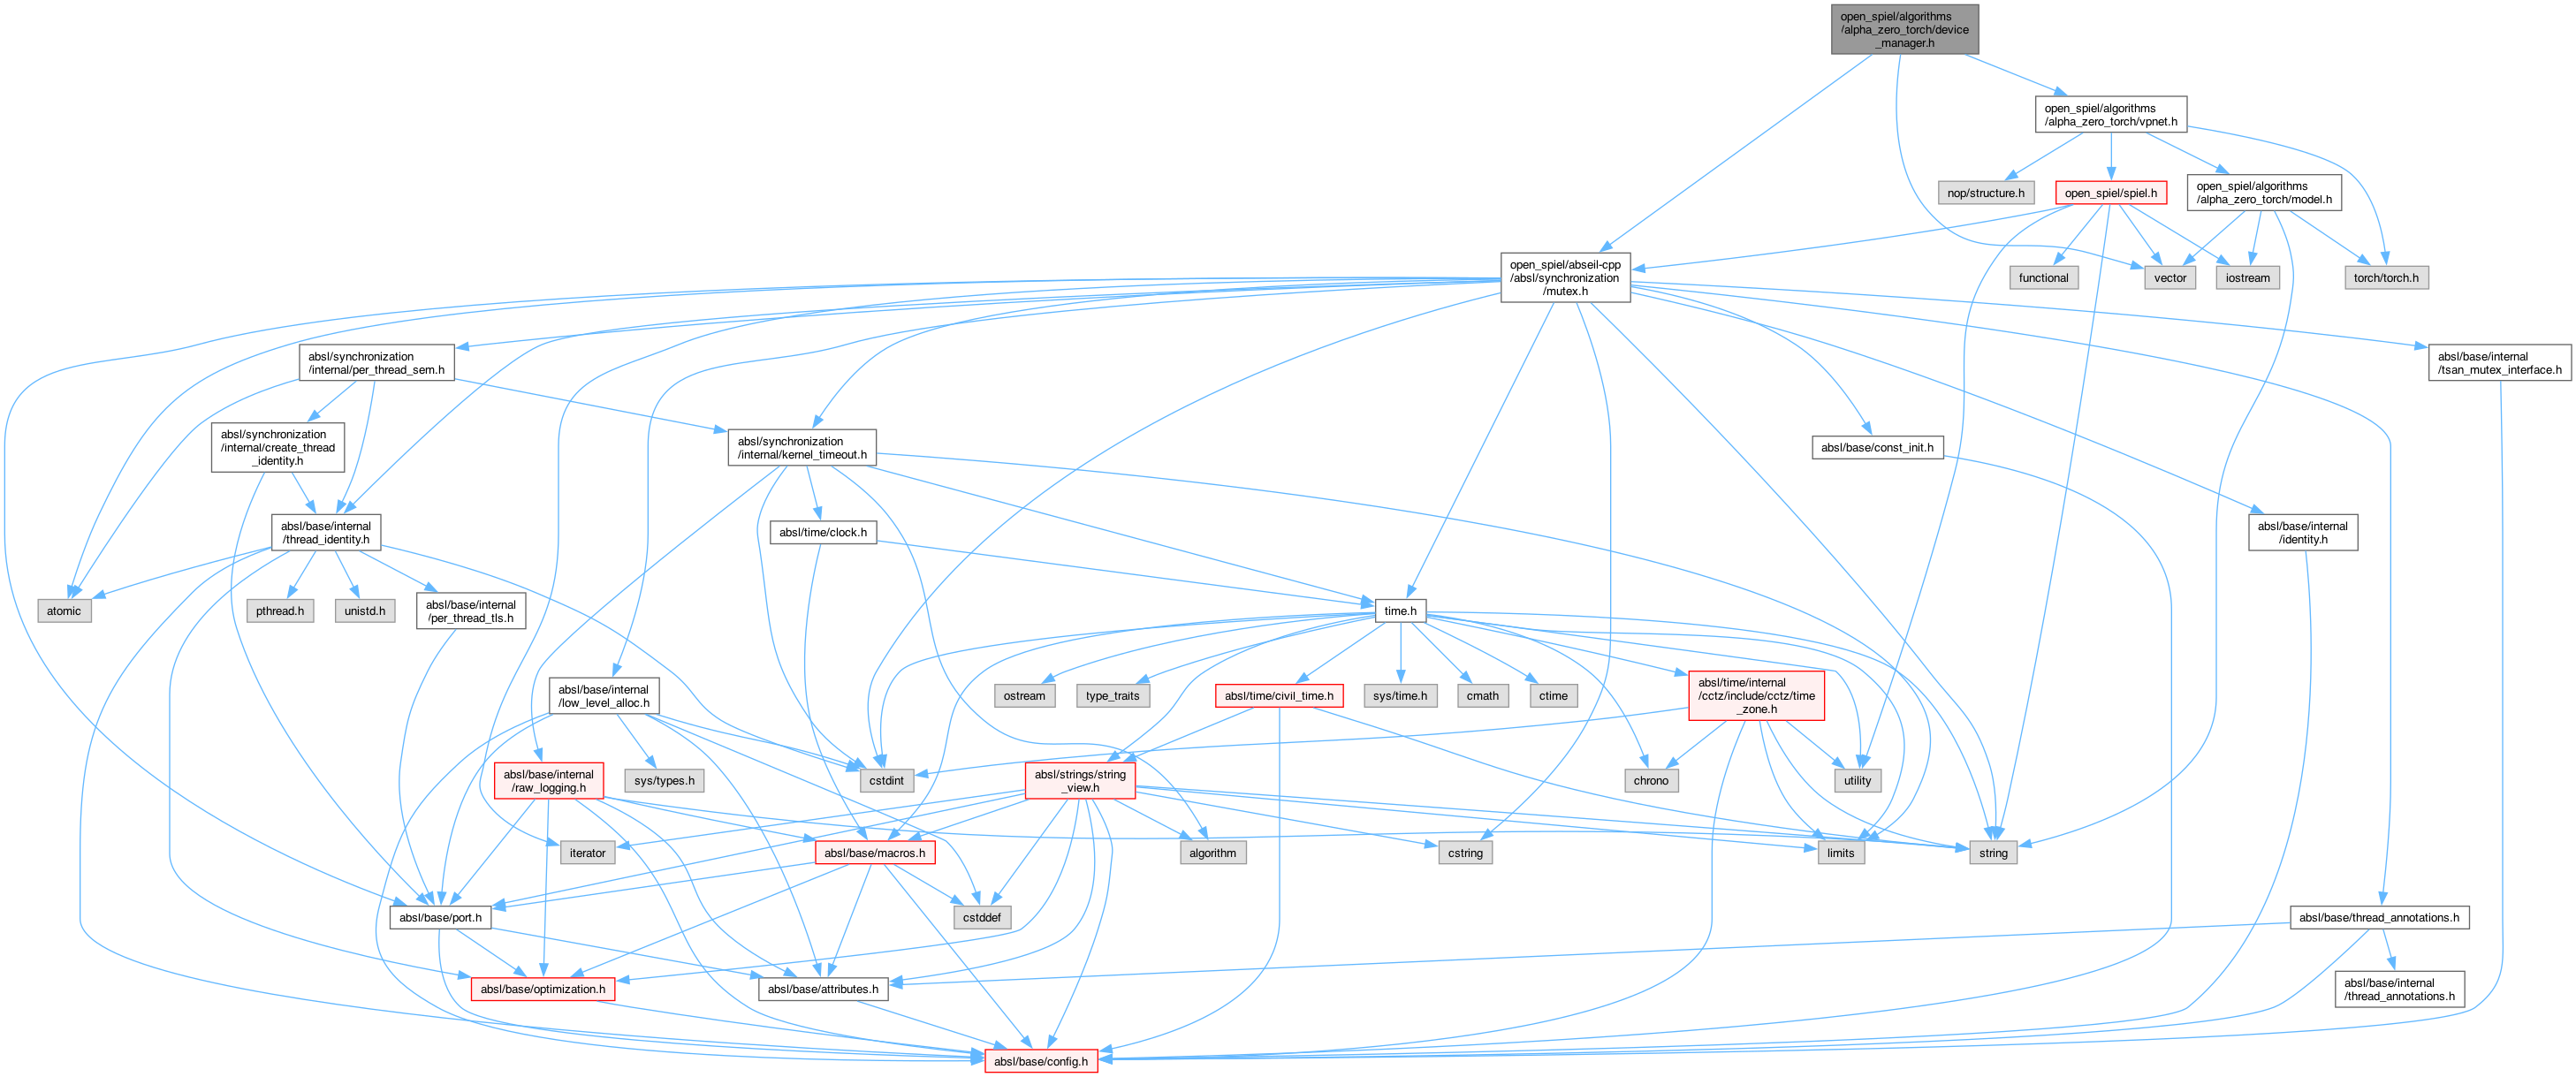 open_spiel/algorithms
/alpha_zero_torch/device
_manager.h
open_spiel/algorithms
/alpha_zero_torch/vpnet.h
nop/structure.h
open_spiel/spiel.h
open_spiel/algorithms
/alpha_zero_torch/model.h
open_spiel/abseil-cpp
/absl/synchronization
/mutex.h
functional
vector
iostream
torch/torch.h
absl/synchronization
/internal/per_thread_sem.h
absl/base/internal
/tsan_mutex_interface.h
absl/synchronization
/internal/create_thread
_identity.h
absl/synchronization
/internal/kernel_timeout.h
absl/base/const_init.h
absl/base/internal
/thread_identity.h
absl/time/clock.h
absl/base/internal
/identity.h
atomic
pthread.h
unistd.h
absl/base/internal
/per_thread_tls.h
time.h
absl/base/internal
/low_level_alloc.h
ostream
type_traits
absl/time/civil_time.h
sys/time.h
cmath
ctime
absl/time/internal
/cctz/include/cctz/time
_zone.h
absl/base/internal
/raw_logging.h
sys/types.h
cstdint
absl/strings/string
_view.h
chrono
utility
iterator
absl/base/macros.h
algorithm
cstring
limits
string
absl/base/port.h
cstddef
absl/base/thread_annotations.h
absl/base/optimization.h
absl/base/attributes.h
absl/base/internal
/thread_annotations.h
absl/base/config.h